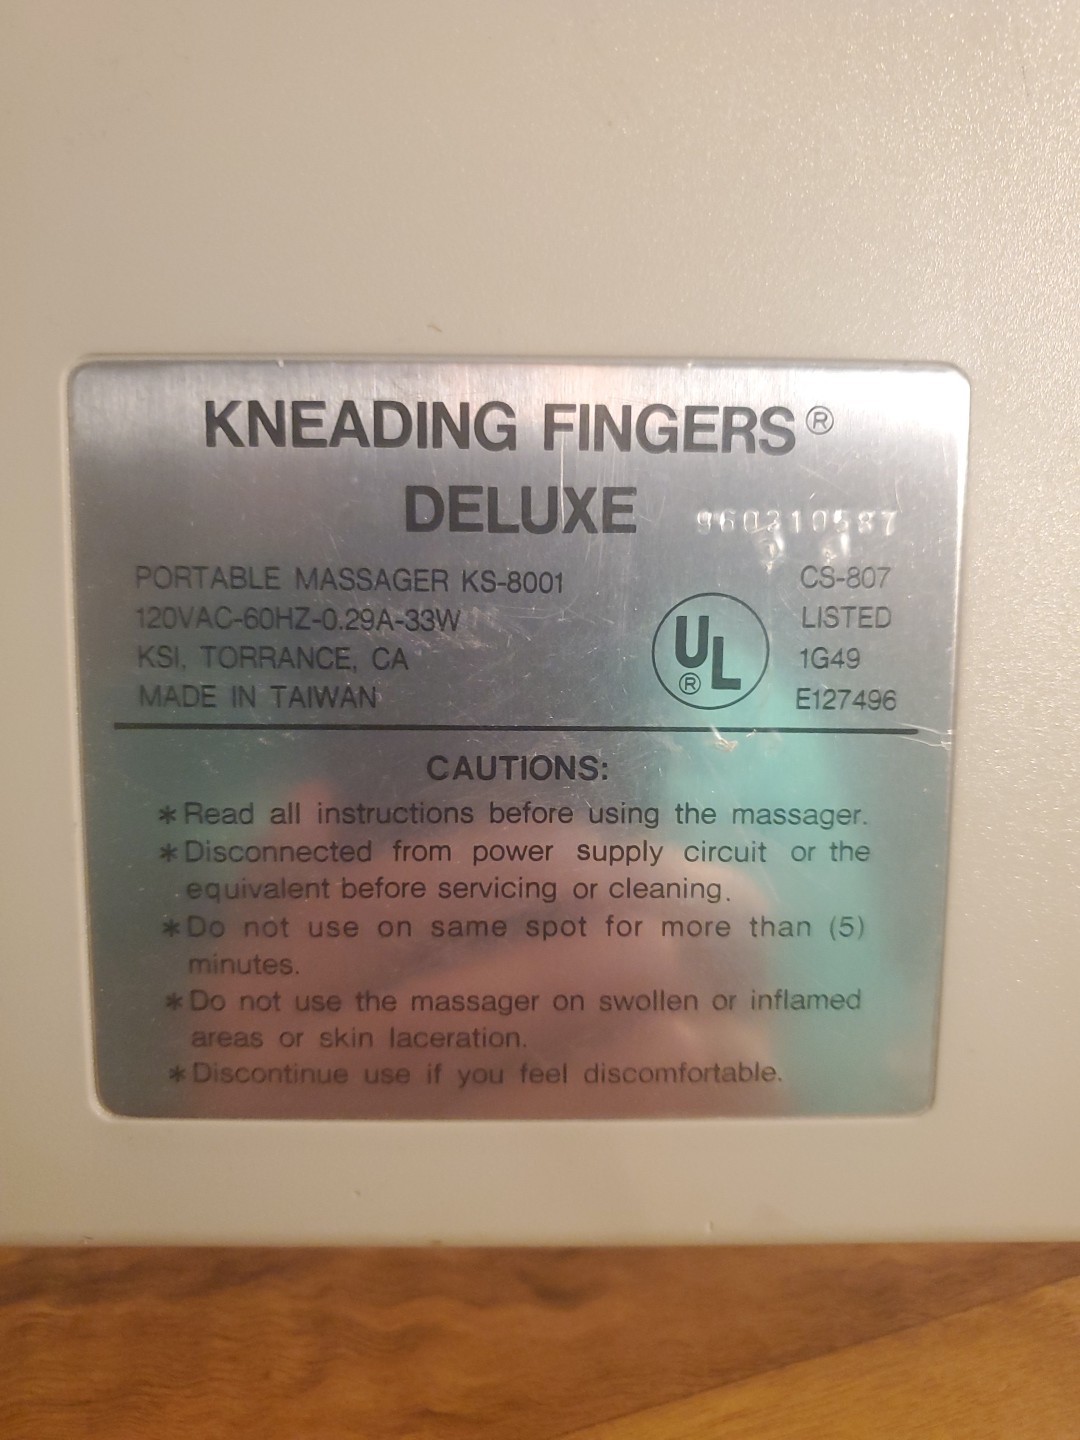 KNEADING FINGERS®
DELUXE
960210587
PORTABLE MASSAGER KS-8001
120VAC-60HZ-0.29A-33W
KSI, TORRANCE, CA
MADE IN TAIWAN
UL
®
CS-807
LISTED
1G49
E127496
CAUTIONS:
*Read all instructions before using the massager.
*Disconnected from power supply circuit or the
equivalent before servicing or cleaning.
*Do not use on same spot for more than (5)
minutes.
*Do not use the massager on swollen or inflamed
areas or skin laceration.
*Discontinue use if you feel discomfortable.